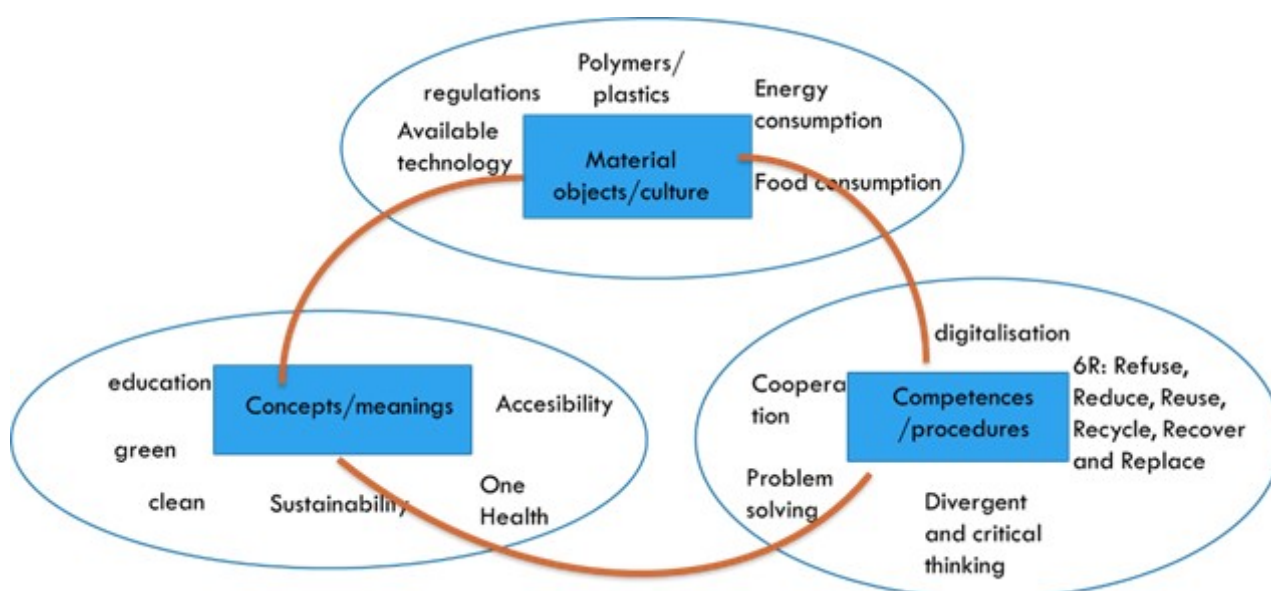 Polymers/
plastics
regulations
Energy
consumption
Available
technology
Material
objects/culture
Food consumption
education
Concepts/meanings
Accesibility
green
clean
Sustainability
One
Health
digitalisation
Coopera
tion
Competences
/procedures
6R: Refuse,
Reduce, Reuse,
Recycle, Recover
and Replace
Problem
solving
Divergent
and critical
thinking